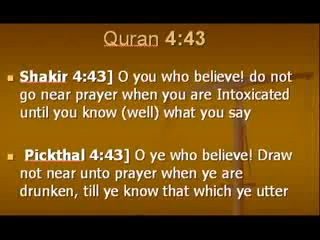 Quran 4:43
Shakir 4:43] O you who believe! do not
go near prayer when you are Intoxicated
until you know (well) what you say
Pickthal 4:43] O ye who believe! Draw
not near unto prayer when ye are
drunken, till ye know that which ye utter